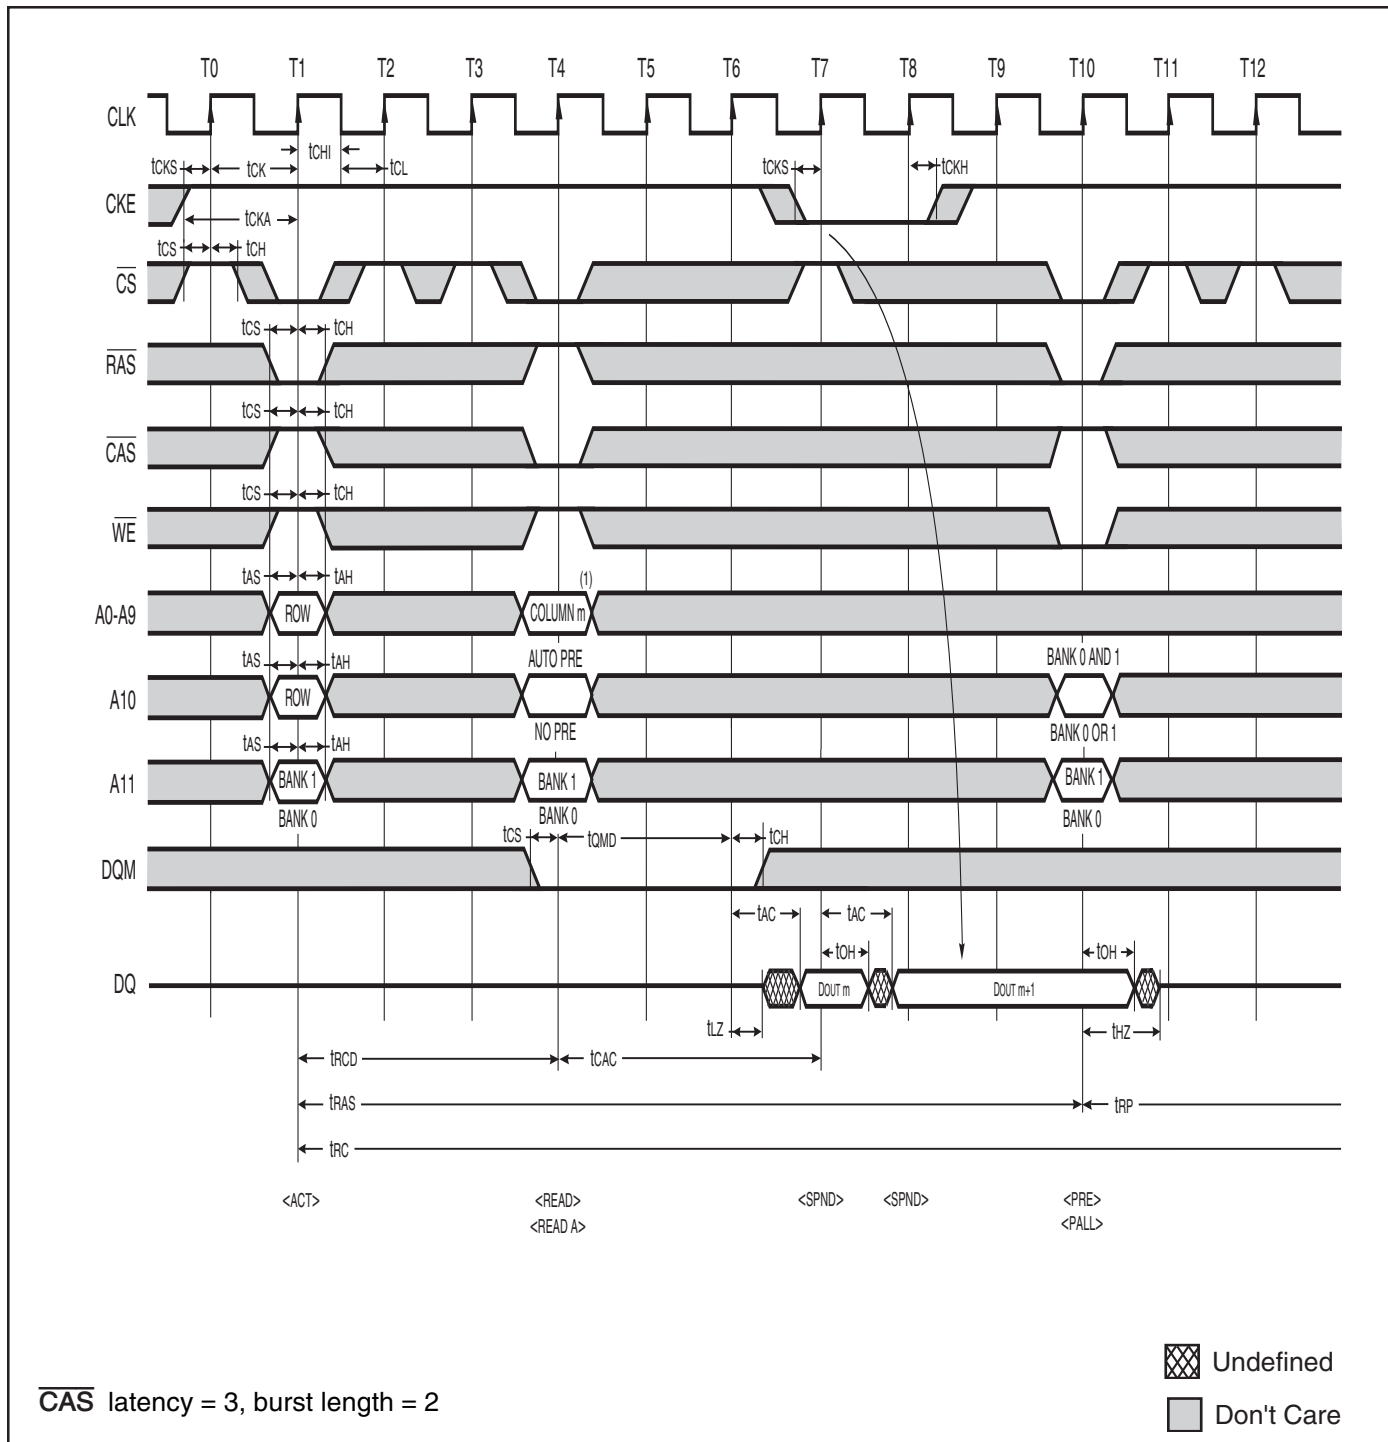 T0 T1 T2 T3 T4 T5 T6 T7 T8 T9 T10 T11 T12
CLK
tCHI
tCKS tCK tCL tCKS tCKH
CKE
tCKA
tCS tCH
CS
tCS tCH
RAS
tCS tCH
CAS
tCS tCH
WE
tAS tAH (1)
A0-A9 ROW COLUMN m
tAS tAH AUTO PRE BANK 0 AND 1
A10 ROW
NO PRE BANK 0 OR 1
tAS tAH
A11 BANK 1 BANK 1 BANK 1
BANK 0 BANK 0 BANK 0
tCS tQMD tCH
DQM
tAC tAC
tOH tOH
DQ DOUT m DOUT m+1
tLZ tHZ
tRCD tCAC
tRAS tRP
tRC
<ACT> <READ> <SPND> <SPND> <PRE>
<READ A> <PALL>
Undefined
CAS latency = 3, burst length = 2
Don't Care